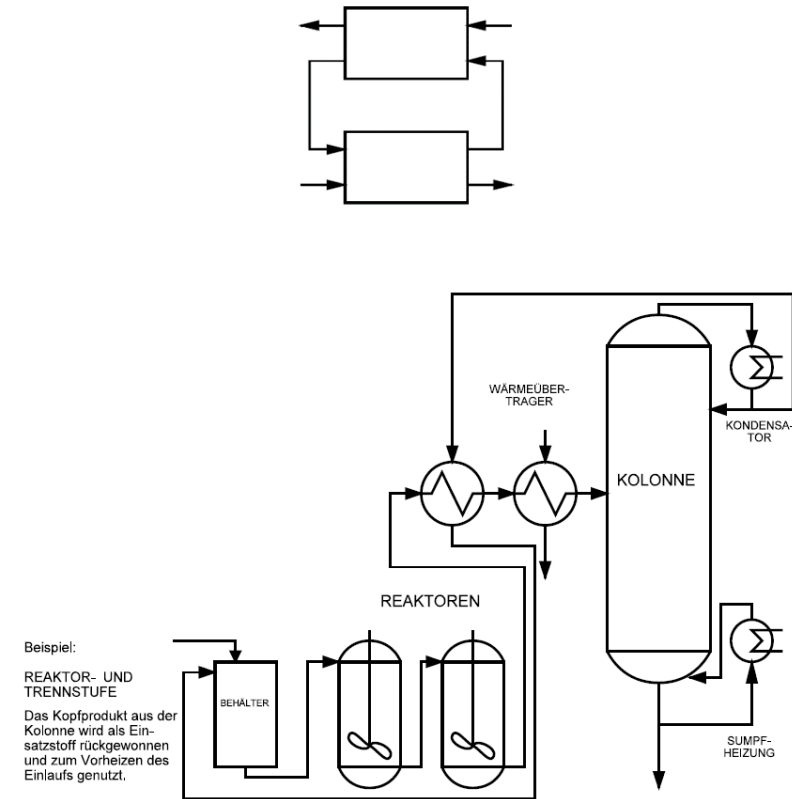 WÄRMEÜBER-
TRAGER
KONDENSA-
TOR
KOLONNE
REAKTOREN
Beispiel:
REAKTOR- UND
TRENNSTUFE
Das Kopfprodukt aus der
Kolonne wird als Ein-
satzstoff rückgewonnen
und zum Vorheizen des
Einlaufs genutzt.
BEHÄLTER
SUMPF-
HEIZUNG